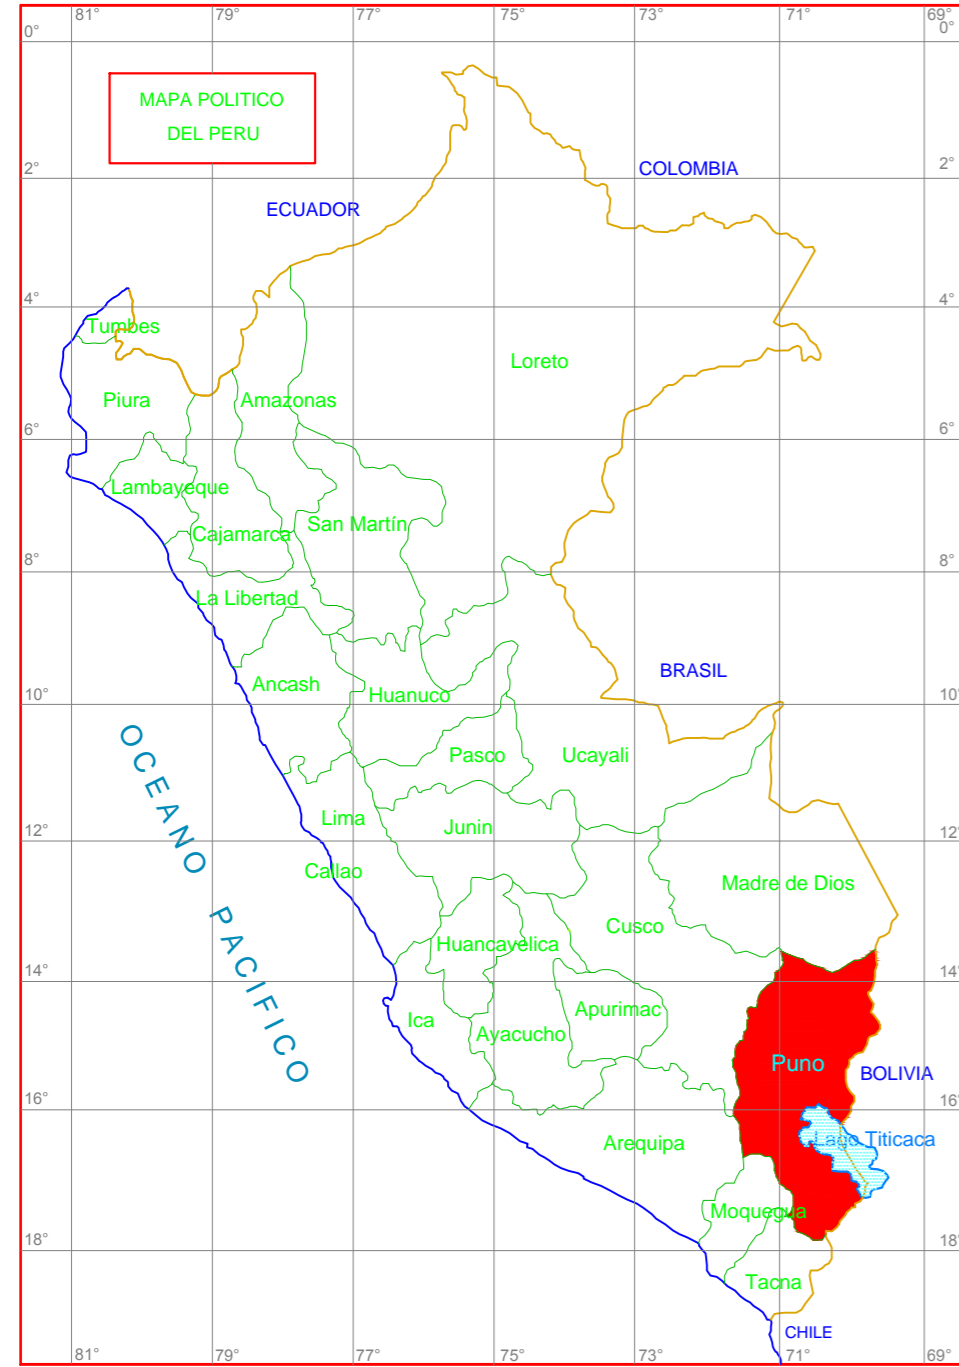 81° 79° 77° 75° 73° 71° 69°
0° 0°
MAPA POLITICO
DEL PERU
2° 2°
COLOMBIA
ECUADOR
4° 4°
Tumbes
Loreto
Piura
Amazonas
6° 6°
Lambayeque
San Martín
Cajamarca
8° 8°
La Libertad
BRASIL
Ancash
Huanuco
10° 10°
OCEANO PACIFICO
Pasco
Ucayali
Lima
Junin
12° 12°
Callao
Madre de Dios
Cusco
Huancavelica
14° 14°
Apurimac
Ica
Ayacucho
Puno
BOLIVIA
16° 16°
Arequipa
Lago Titicaca
Moquegua
18° 18°
Tacna
CHILE
81° 79° 77° 75° 73° 71° 69°